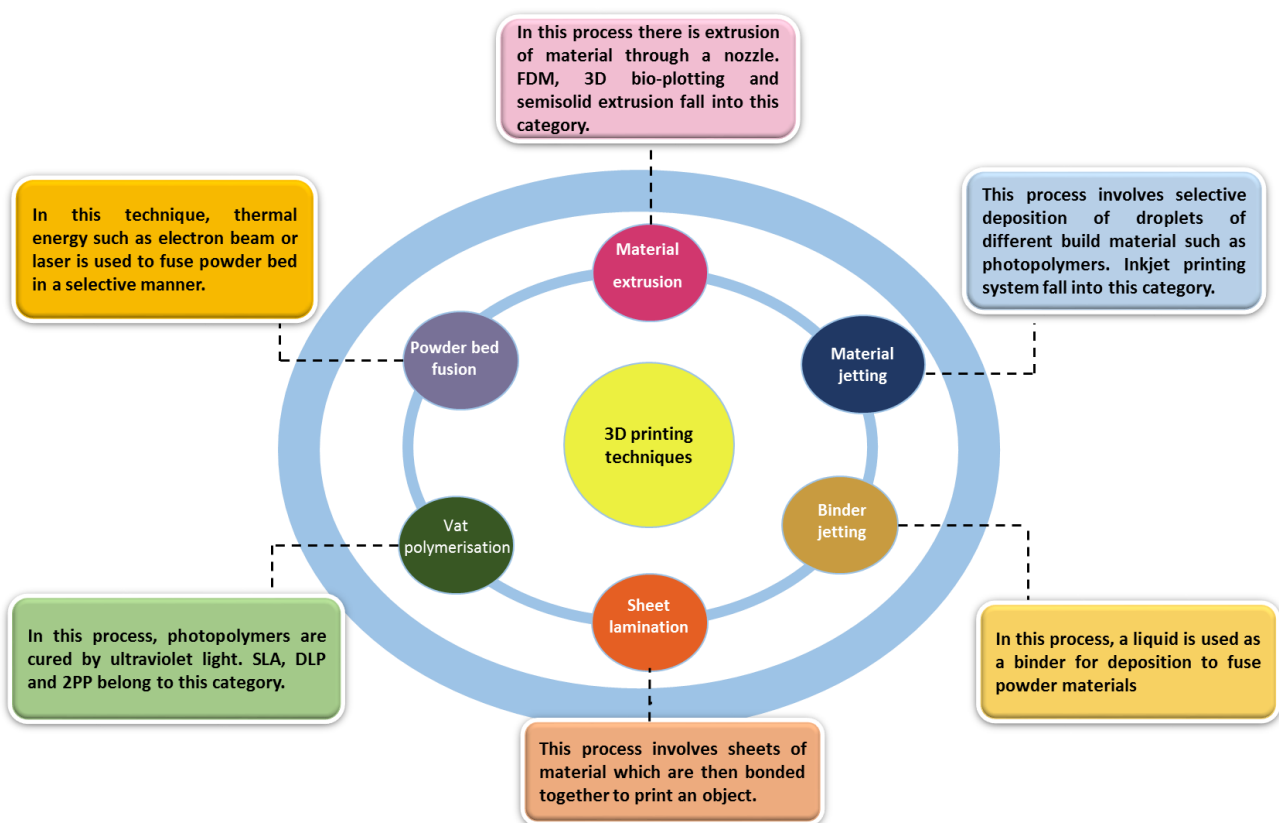 In this process there is extrusion
of material through a nozzle.
FDM, 3D bio-plotting and
semisolid extrusion fall into this
category.
In this technique, thermal
energy such as electron beam or
laser is used to fuse powder bed
in a selective manner.
This process involves selective
deposition of droplets of
different build material such as
photopolymers. Inkjet printing
system fall into this category.
Material
extrusion
Powder bed
fusion
Material
jetting
3D printing
techniques
Vat
polymerisation
Binder
jetting
Sheet
lamination
In this process, photopolymers are
cured by ultraviolet light. SLA, DLP
and 2PP belong to this category.
In this process, a liquid is used as
a binder for deposition to fuse
powder materials
This process involves sheets of
material which are then bonded
together to print an object.